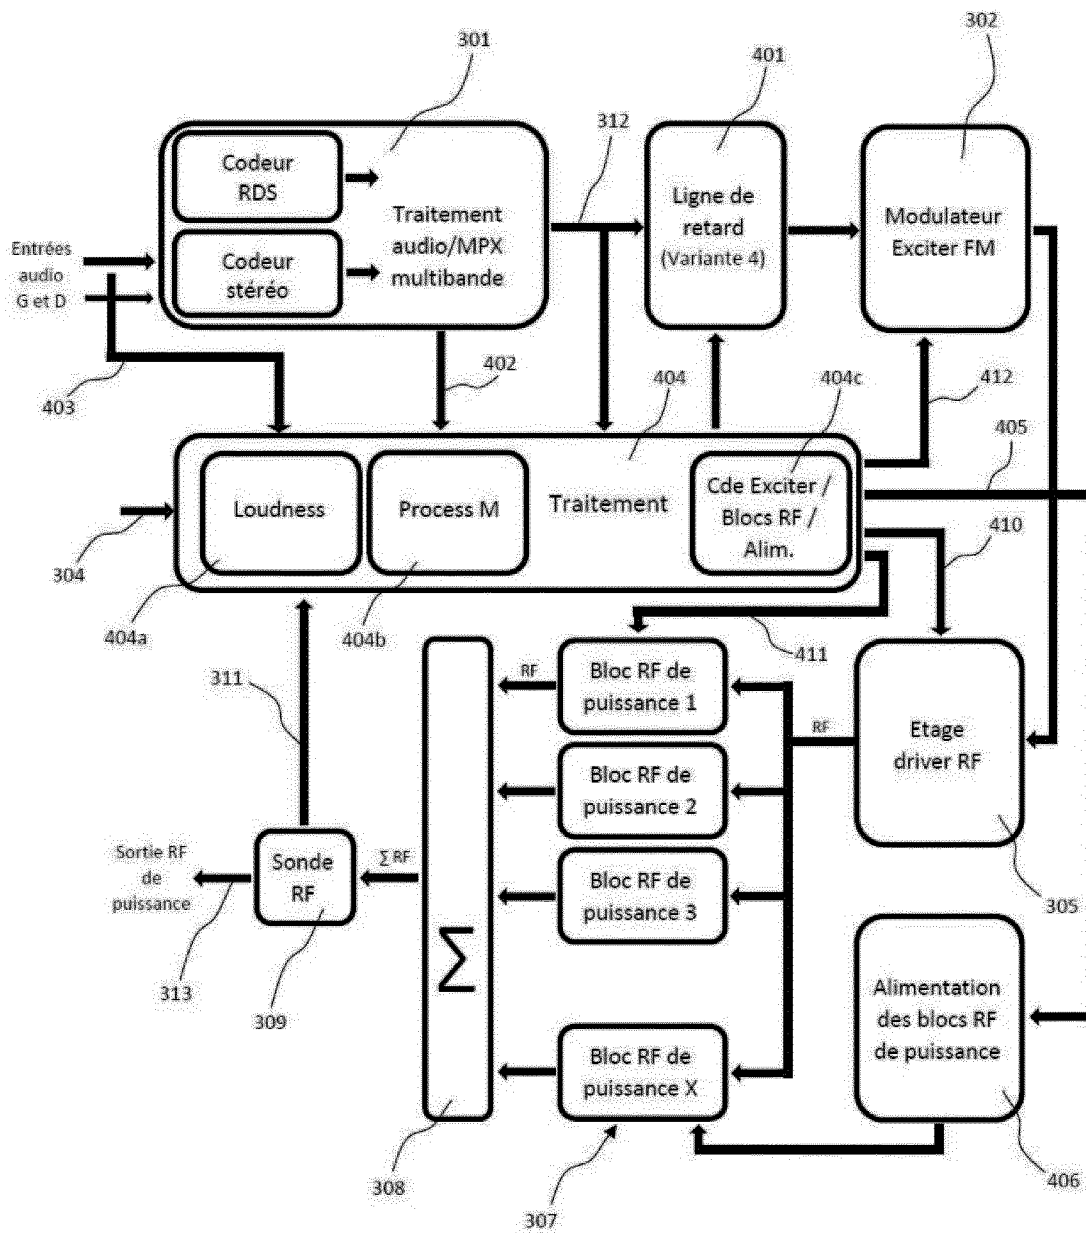 301
401
302
312
Codeur
RDS
Traitement
audio/MPX
multibande
Codeur
stéréo
Entrées
audio
G et D
Ligne de
retard
(Variante 4)
Modulateur
Exciter FM
403
402
404
404c
412
405
Loudness
Process M
Traitement
Cde Exciter /
Blocs RF /
Alim.
410
304
404a
404b
411
311
RF
Bloc RF de
puissance 1
RF
Etage
driver RF
Bloc RF de
puissance 2
Sortie RF
de
puissance
Sonde
RF
∑ RF
Bloc RF de
puissance 3
305
∑
313
309
Alimentation
des blocs RF
de puissance
Bloc RF de
puissance X
308
307
406